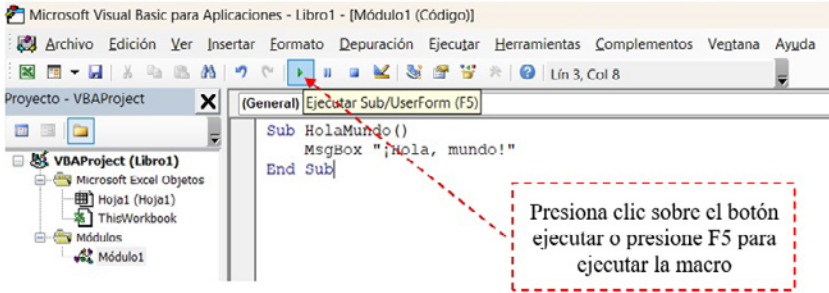 Microsoft Visual Basic para Aplicaciones - Libro1 - [Módulo1 (Código)]
Archivo Edición Ver Insertar Formato Depuración Ejecutar Herramientas Complementos Ventana Ayuda
Lín 3, Col 8
Proyecto - VBAProject
(General)
Ejecutar Sub/UserForm (F5)
Sub HolaMundo()
MsgBox "¡Hola, mundo!"
End Sub
VBAProject (Libro1)
Microsoft Excel Objetos
Hoja1 (Hoja1)
ThisWorkbook
Módulos
Módulo1
Presiona clic sobre el botón
ejecutar o presione F5 para
ejecutar la macro